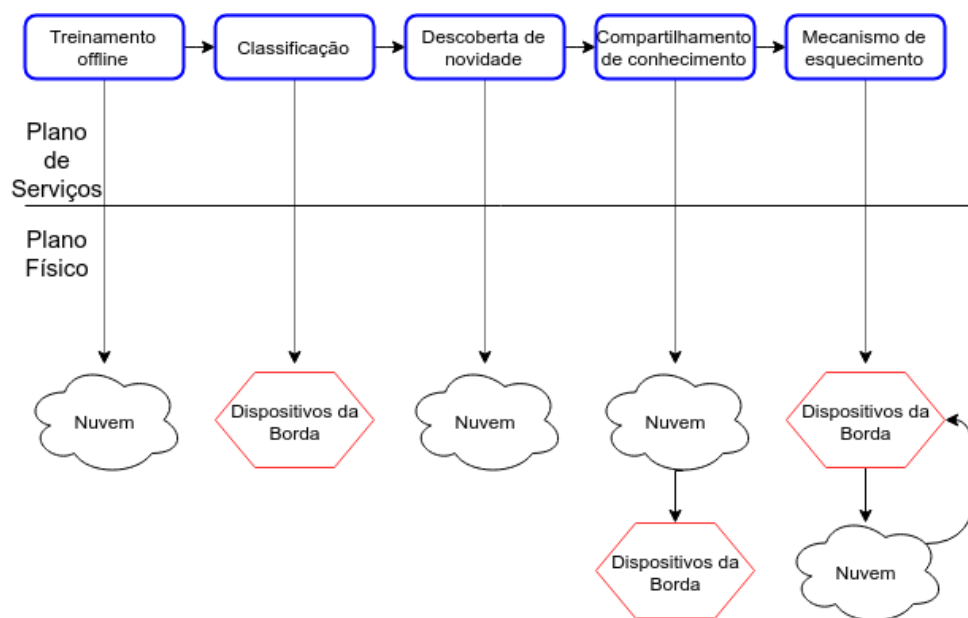 Treinamento
offline
Classificação
Descoberta de
novidade
Compartilhamento
de conhecimento
Mecanismo de
esquecimento
Plano
de
Serviços
Plano
Físico
Nuvem
Dispositivos da
Borda
Nuvem
Nuvem
Dispositivos da
Borda
Dispositivos da
Borda
Nuvem